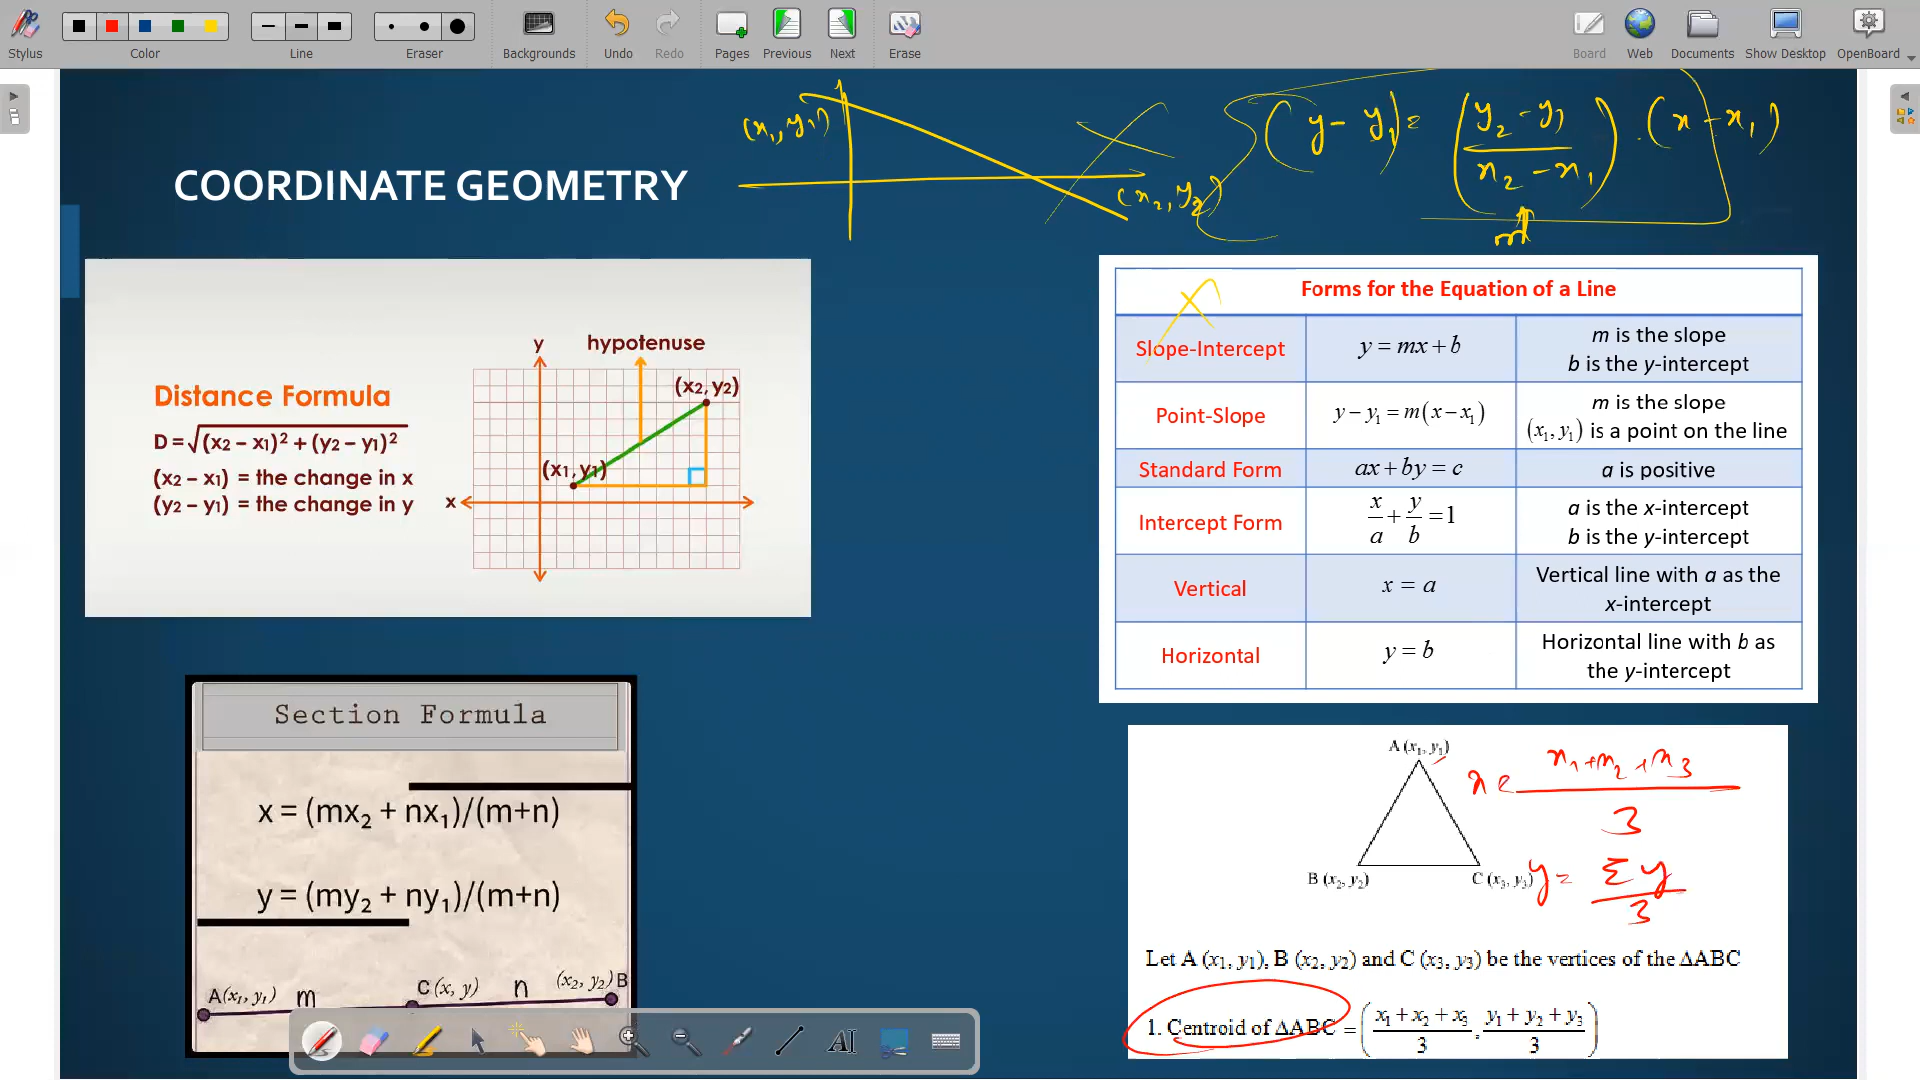 Stylus
Color
Line
Eraser
Backgrounds
Undo
Redo
Pages
Previous
Next
Erase
Board
Web
Documents
Show Desktop
OpenBoard
COORDINATE GEOMETRY
(x₁, y₁)
(x₂, y₂)
(y - y₁) = ((y₂ - y₁)/(x₂ - x₁)) . (x - x₁)
m
Distance Formula
D = √(x₂ – x₁)² + (y₂ – y₁)²
(x₂ – x₁) = the change in x
(y₂ – y₁) = the change in y
y
hypotenuse
(x₂, y₂)
(x₁, y₁)
x
Forms for the Equation of a Line
Slope-Intercept y = mx + b m is the slope
b is the y-intercept
Point-Slope y − y₁ = m(x − x₁) m is the slope
(x₁, y₁) is a point on the line
Standard Form ax + by = c a is positive
Intercept Form x/a + y/b = 1 a is the x-intercept
b is the y-intercept
Vertical x = a Vertical line with a as the
x-intercept
Horizontal y = b Horizontal line with b as
the y-intercept
Section Formula
x = (mx₂ + nx₁)/(m+n)
y = (my₂ + ny₁)/(m+n)
A(x₁, y₁) m C (x, y) n (x₂, y₂) B
A (x₁, y₁)
B (x₂, y₂)
C (x₃, y₃)
x = (x₁ + x₂ + x₃)/3
y = Σy/3
Let A (x₁, y₁), B (x₂, y₂) and C (x₃, y₃) be the vertices of the ΔABC
1. Centroid of ΔABC = ((x₁ + x₂ + x₃)/3 , (y₁ + y₂ + y₃)/3)